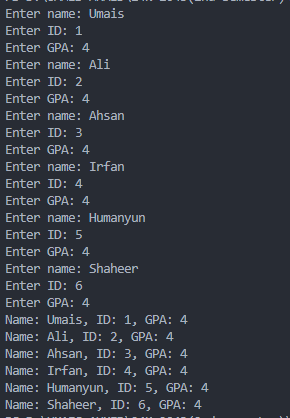 Enter name: Umais
Enter ID: 1
Enter GPA: 4
Enter name: Ali
Enter ID: 2
Enter GPA: 4
Enter name: Ahsan
Enter ID: 3
Enter GPA: 4
Enter name: Irfan
Enter ID: 4
Enter GPA: 4
Enter name: Humanyun
Enter ID: 5
Enter GPA: 4
Enter name: Shaheer
Enter ID: 6
Enter GPA: 4
Name: Umais, ID: 1, GPA: 4
Name: Ali, ID: 2, GPA: 4
Name: Ahsan, ID: 3, GPA: 4
Name: Irfan, ID: 4, GPA: 4
Name: Humanyun, ID: 5, GPA: 4
Name: Shaheer, ID: 6, GPA: 4